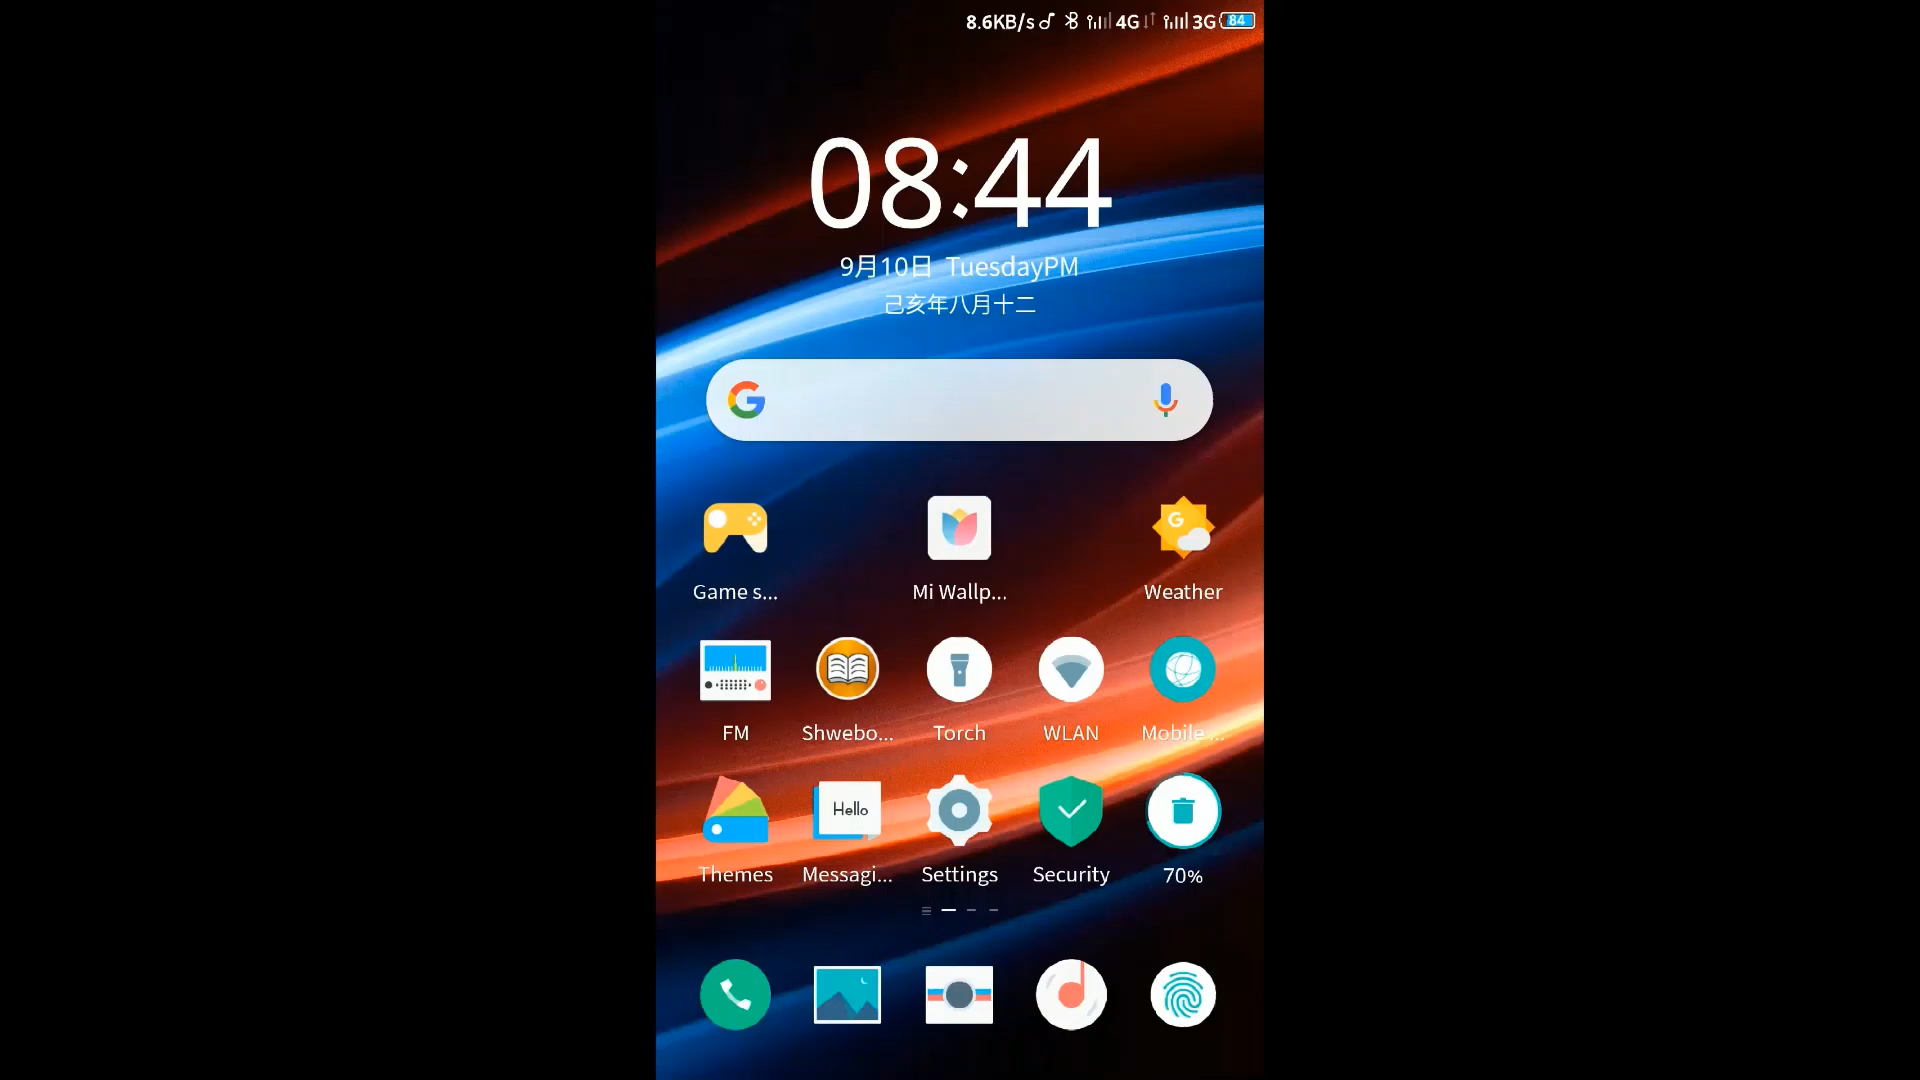 8.6KB/s 4G 3G 84
08:44
9月10日 TuesdayPM
己亥年八月十二
Game s... Mi Wallp... Weather
FM Shwebo... Torch WLAN Mobile ...
Hello
Themes Messagi... Settings Security 70%